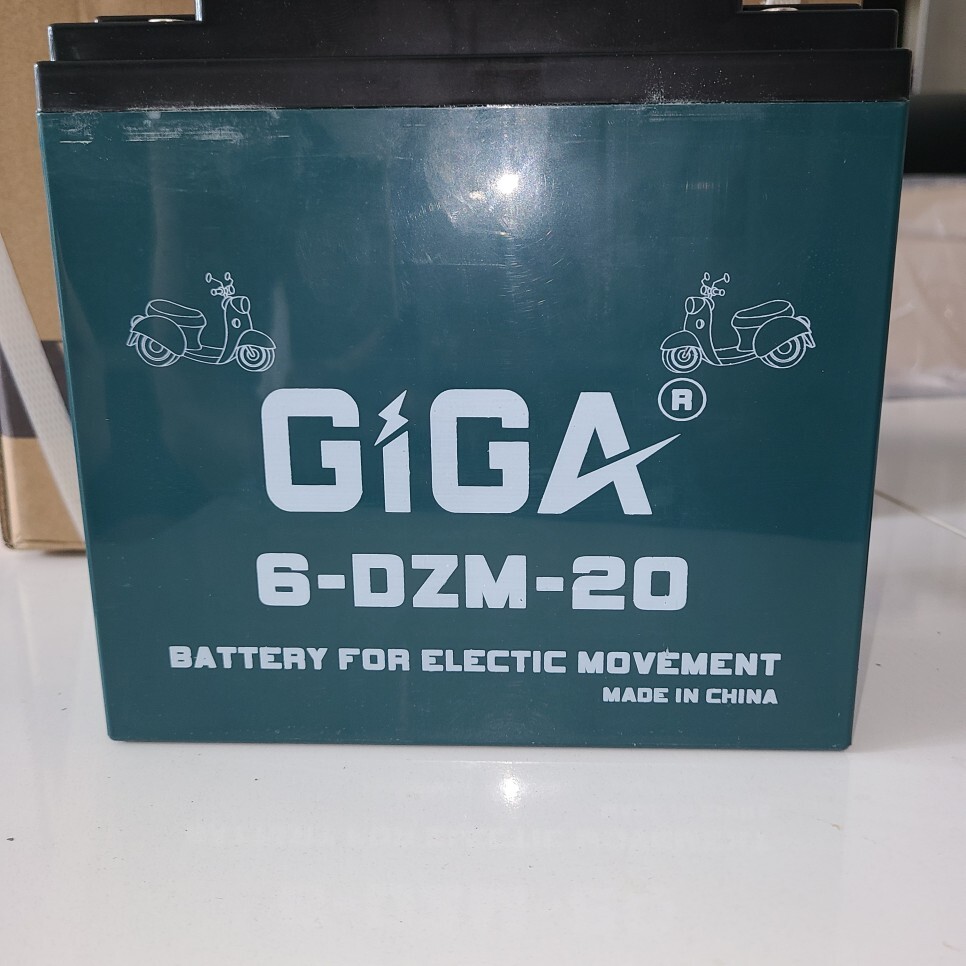 GiGA ®
6-DZM-20
BATTERY FOR ELECTIC MOVEMENT
MADE IN CHINA